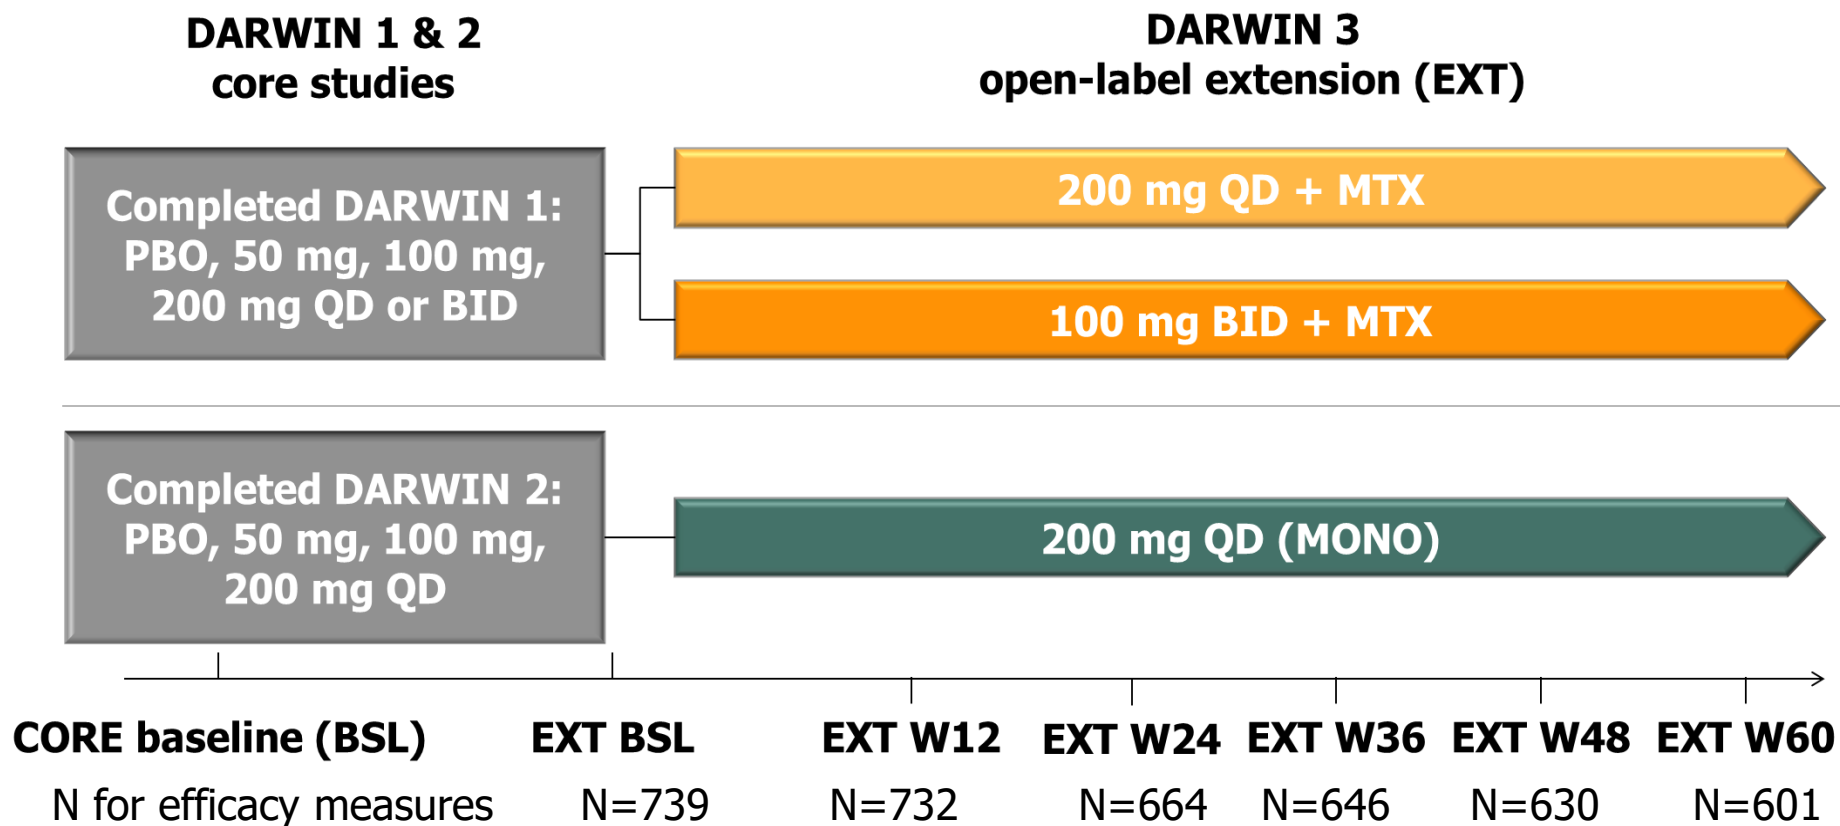 DARWIN 1 & 2
core studies
DARWIN 3
open-label extension (EXT)
Completed DARWIN 1:
PBO, 50 mg, 100 mg,
200 mg QD or BID
200 mg QD + MTX
100 mg BID + MTX
Completed DARWIN 2:
PBO, 50 mg, 100 mg,
200 mg QD
200 mg QD (MONO)
CORE baseline (BSL) EXT BSL EXT W12 EXT W24 EXT W36 EXT W48 EXT W60
N for efficacy measures N=739 N=732 N=664 N=646 N=630 N=601